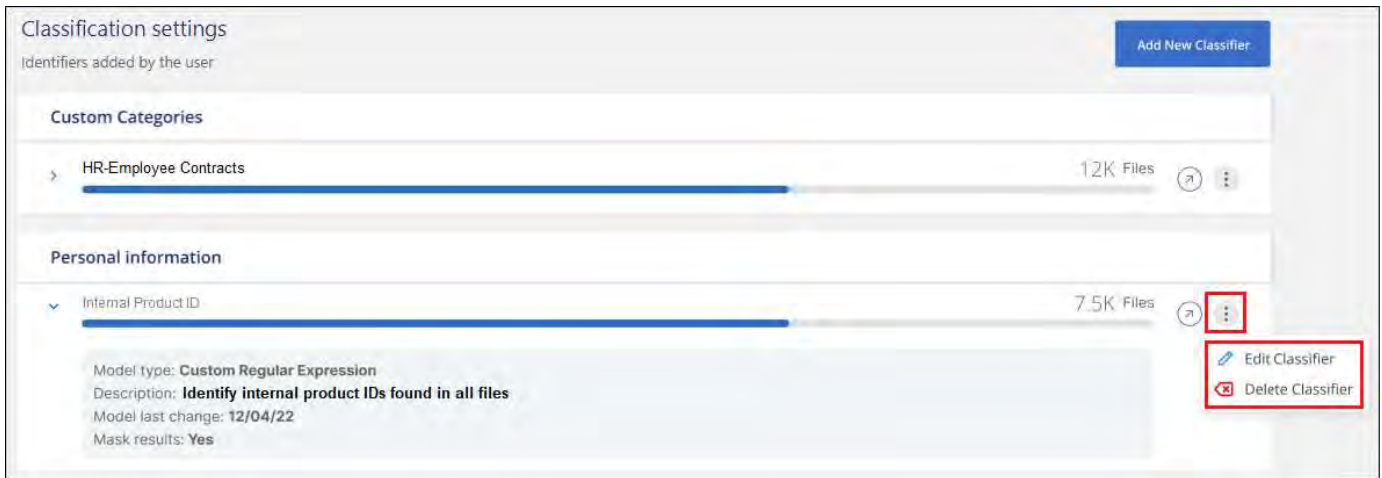 Classification settings
Add New Classifier
Identifiers added by the user
Custom Categories
HR-Employee Contracts
12K Files
Personal information
Internal Product ID
7.5K Files
Edit Classifier
Delete Classifier
Model type: Custom Regular Expression
Description: Identify internal product IDs found in all files
Model last change: 12/04/22
Mask results: Yes